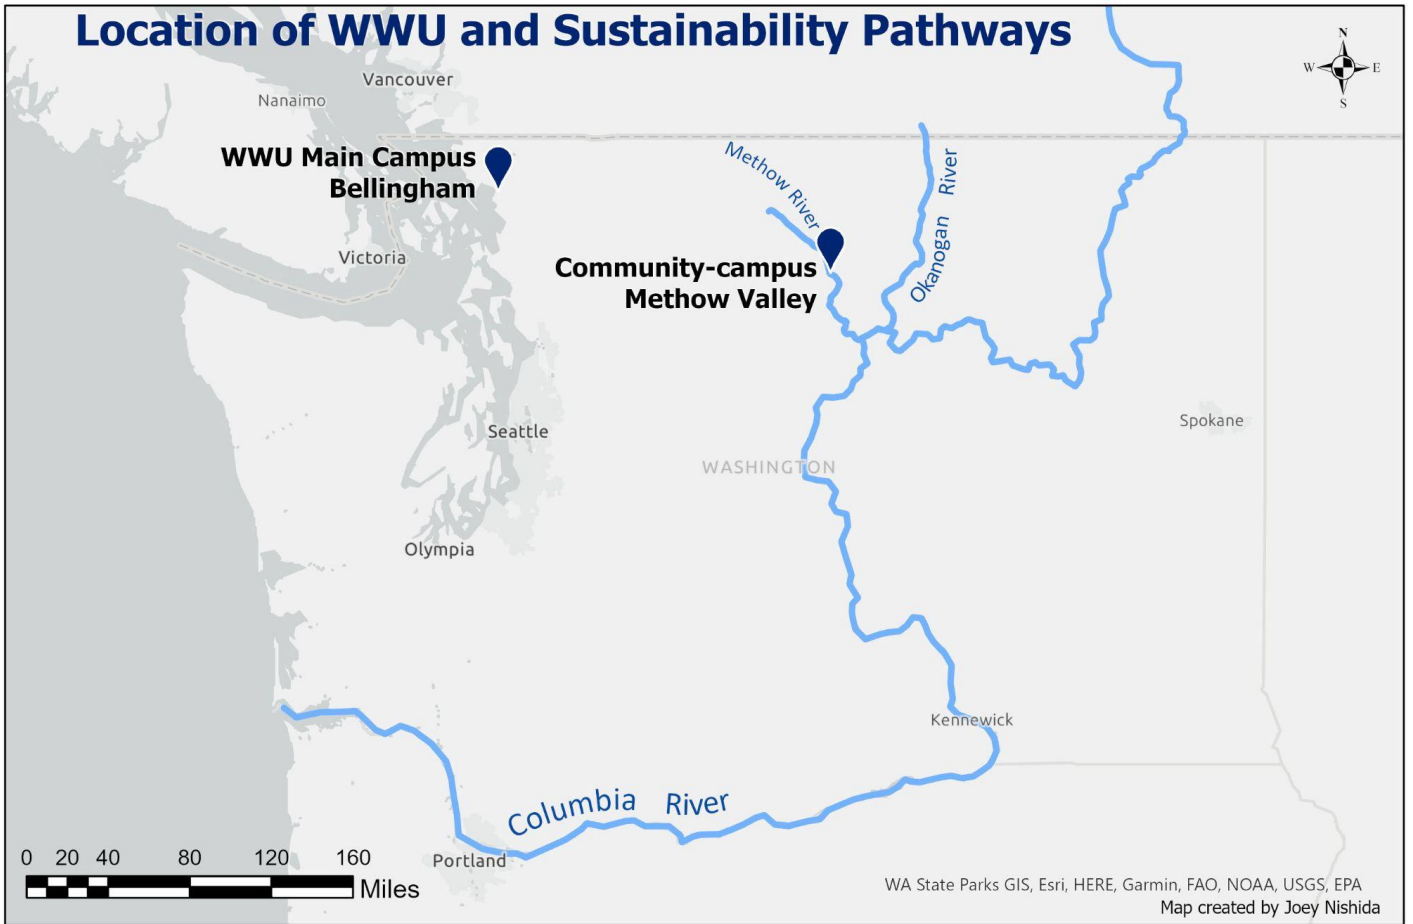 Location of WWU and Sustainability Pathways
N
W E
S
Vancouver
Nanaimo
WWU Main Campus
Bellingham
Methow River
Okanogan River
Victoria
Community-campus
Methow Valley
Seattle
Spokane
WASHINGTON
Olympia
Kennewick
Columbia River
Portland
0 20 40 80 120 160
Miles
WA State Parks GIS, Esri, HERE, Garmin, FAO, NOAA, USGS, EPA
Map created by Joey Nishida